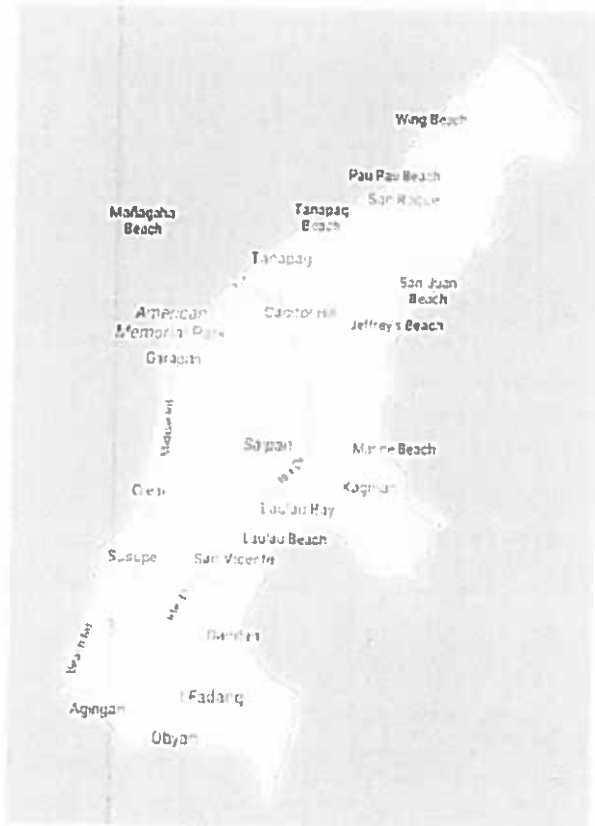 Wing Beach
Pau Pau Beach
San Roque
Mañagaha
Beach
Tanapag
Beach
Tanapag
San Juan
Beach
American
Memorial Park
Capitol Hill
Jeffrey's Beach
Garapan
Saipan
Marine Beach
Kagman
Laulau Bay
Laulau Beach
Susupe
San Vicente
Beach Rd
Dandan
I Fadang
Agingan
Obyan